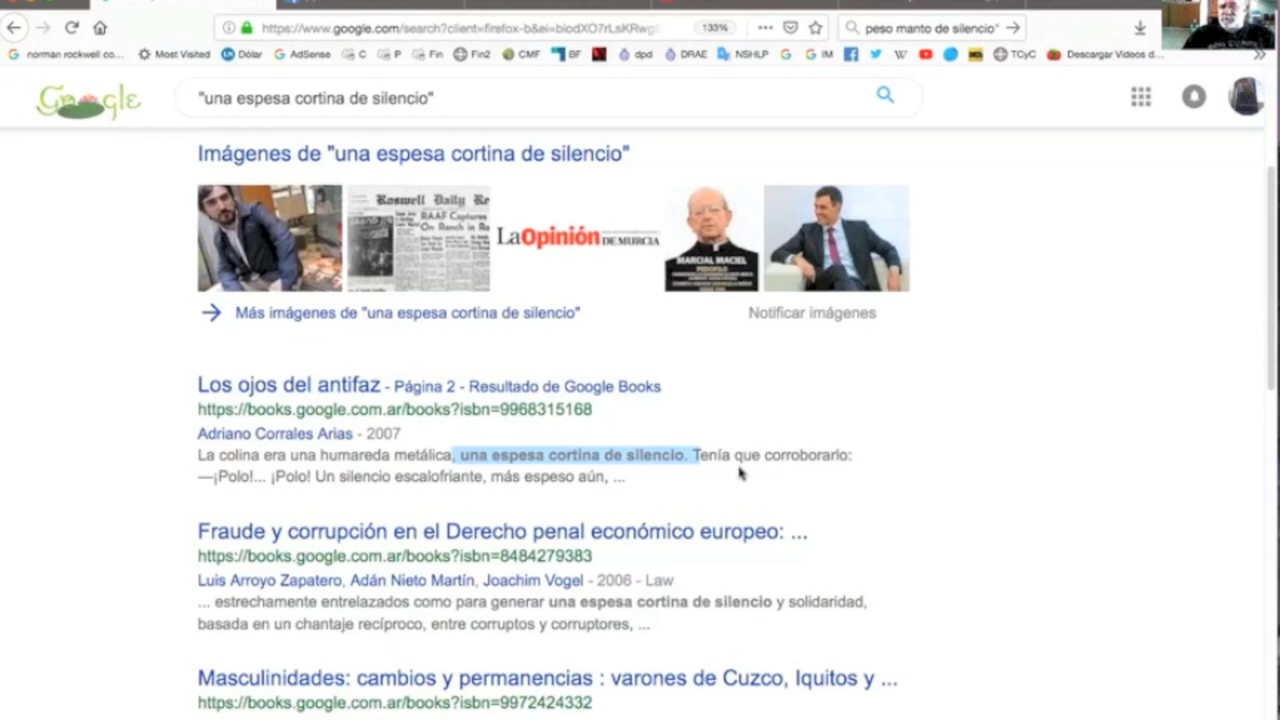 https://www.google.com/search?client=firefox-b&ei=biodXO7rLsKRwg
133%
peso manto de silencio"
norman rockwell co...
Most Visited
Dólar
AdSense
C
P
Fin
Fin2
CMF
BF
dpd
DRAE
NSHLP
G
IM
W
TCyC
Descargar Vídeos d...
Google
"una espesa cortina de silencio"
Imágenes de "una espesa cortina de silencio"
Roswell Daily Re
RAAF Captures
On Ranch in Ro
LaOpinión DE MURCIA
MARCIAL MACIEL
PEDOFILO
Más imágenes de "una espesa cortina de silencio"
Notificar imágenes
Los ojos del antifaz - Página 2 - Resultado de Google Books
https://books.google.com.ar/books?isbn=9968315168
Adriano Corrales Arias - 2007
La colina era una humareda metálica, una espesa cortina de silencio. Tenía que corroborarlo:
—¡Polo!... ¡Polo! Un silencio escalofriante, más espeso aún, ...
Fraude y corrupción en el Derecho penal económico europeo: ...
https://books.google.com.ar/books?isbn=8484279383
Luis Arroyo Zapatero, Adán Nieto Martín, Joachim Vogel - 2006 - Law
... estrechamente entrelazados como para generar una espesa cortina de silencio y solidaridad,
basada en un chantaje recíproco, entre corruptos y corruptores, ...
Masculinidades: cambios y permanencias : varones de Cuzco, Iquitos y ...
https://books.google.com.ar/books?isbn=9972424332